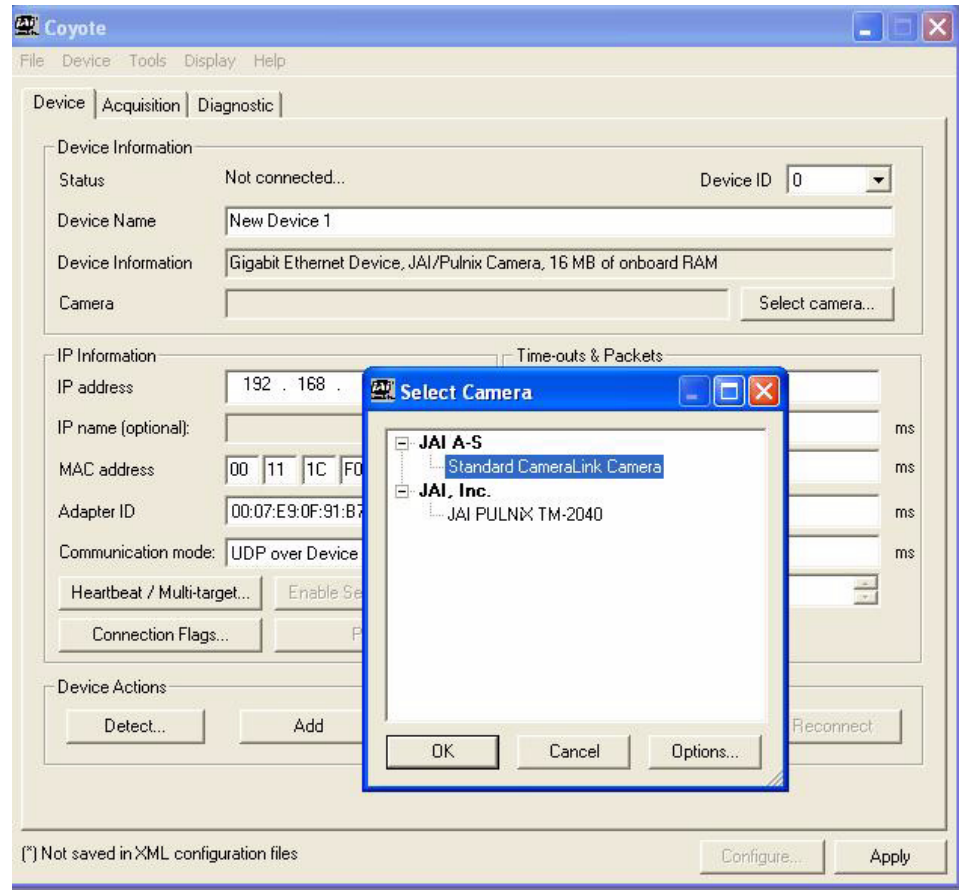 Coyote
File Device Tools Display Help
Device Acquisition Diagnostic
Device Information
Status Not connected... Device ID 0
Device Name New Device 1
Device Information Gigabit Ethernet Device, JAI/Pulnix Camera, 16 MB of onboard RAM
Camera Select camera...
IP Information Time-outs & Packets
IP address 192 . 168 .
IP name (optional): ms
MAC address 00 11 1C F0 ms
Adapter ID 00:07:E9:0F:91:B7 ms
Communication mode: UDP over Device ms
Heartbeat / Multi-target... Enable Se
Connection Flags... P
Device Actions
Detect... Add Reconnect
Select Camera
JAI A-S
Standard CameraLink Camera
JAI, Inc.
JAI PULNiX TM-2040
OK Cancel Options...
(*) Not saved in XML configuration files Configure... Apply